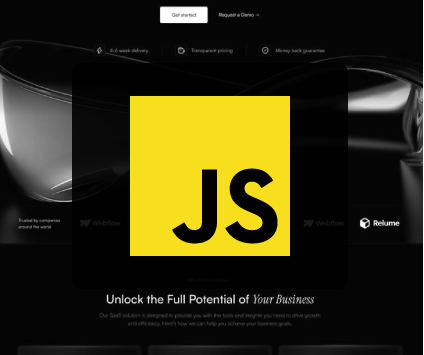 Get started
Request a Demo →
4-6 week delivery
Transparent pricing
Money back guarantee
JS
Trusted by companies
around the world
Webflow
Webflow
Relume
Unlock the Full Potential of Your Business
Our SaaS solution is designed to provide you with the tools and insights you need to drive growth
and efficiency. Here's how we can help you achieve your business goals.